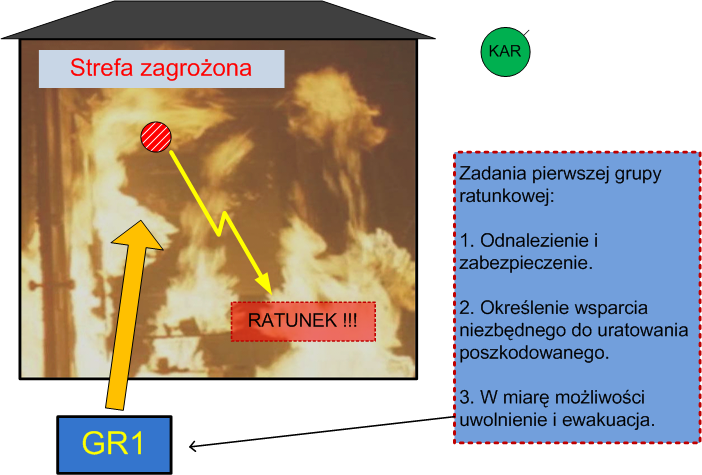 Strefa zagrożona
KAR
RATUNEK !!!
Zadania pierwszej grupy
ratunkowej:
1. Odnalezienie i
zabezpieczenie.
2. Określenie wsparcia
niezbędnego do uratowania
poszkodowanego.
3. W miarę możliwości
uwolnienie i ewakuacja.
GR1